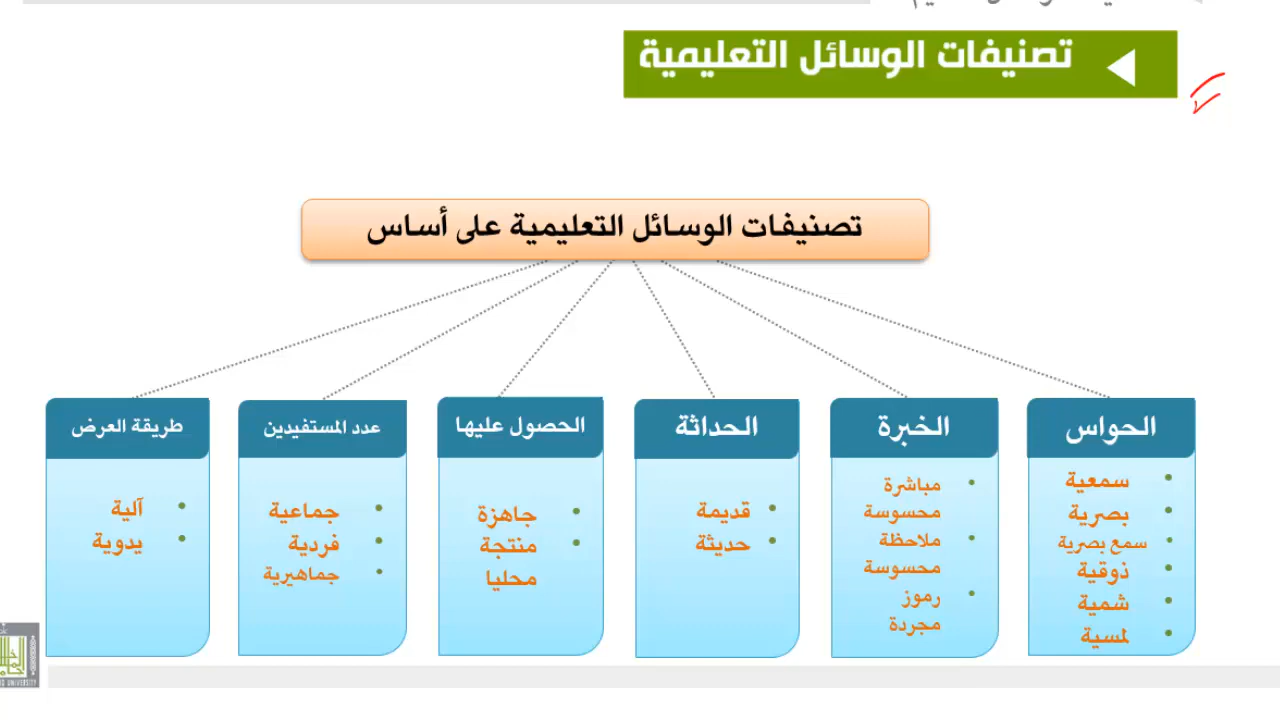 تصنيفات الوسائل التعليمية
تصنيفات الوسائل التعليمية على أساس
الحواس
سمعية
بصرية
سمع بصرية
ذوقية
شمية
لمسية
الخبرة
مباشرة
محسوسة
ملاحظة
محسوسة
رموز
مجردة
الحداثة
قديمة
حديثة
الحصول عليها
جاهزة
منتجة
محليا
عدد المستفيدين
جماعية
فردية
جماهيرية
طريقة العرض
آلية
يدوية